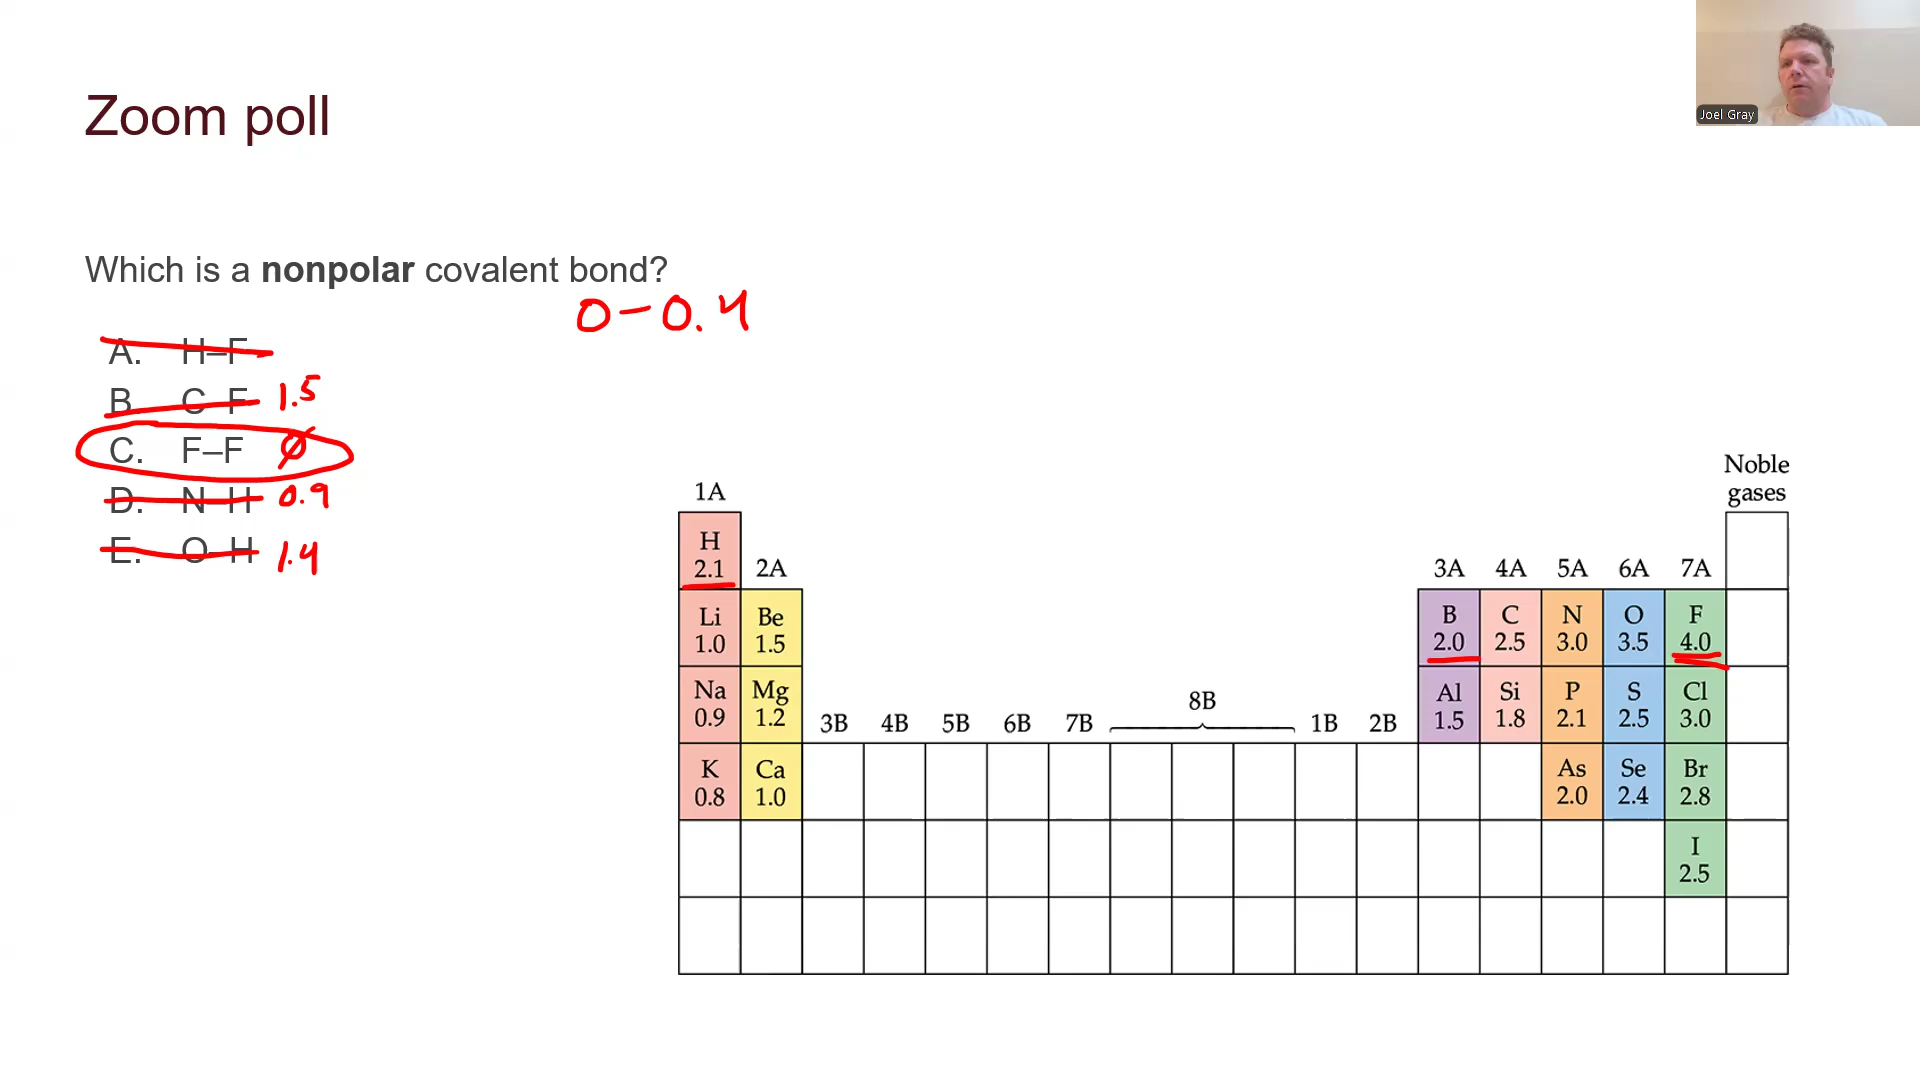 Joel Gray
Zoom poll
Which is a nonpolar covalent bond?
0-0.4
A. H–F
B. C–F 1.5
C. F–F 0
D. N–H 0.9
E. O–H 1.4
Noble
gases
1A
H
2.1 2A 3A 4A 5A 6A 7A
Li Be B C N O F
1.0 1.5 2.0 2.5 3.0 3.5 4.0
Na Mg Al Si P S Cl
0.9 1.2 3B 4B 5B 6B 7B 8B 1B 2B 1.5 1.8 2.1 2.5 3.0
K Ca As Se Br
0.8 1.0 2.0 2.4 2.8
I
2.5